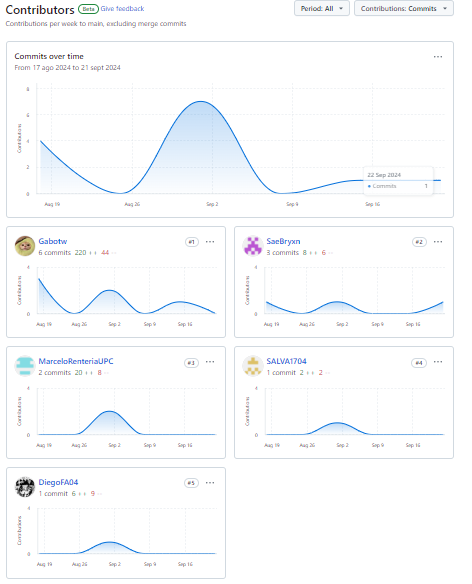 Contributors Beta Give feedback
Contributions per week to main, excluding merge commits
Period: All
Contributions: Commits
Commits over time
From 17 ago 2024 to 21 sept 2024
Contributions
8
6
4
2
0
Aug 19 Aug 26 Sep 2 Sep 9 Sep 16
22 Sep 2024
Commits 1
Gabotw #1
6 commits 220 ++ 44 --
Contributions
4
0
Aug 19 Aug 26 Sep 2 Sep 9 Sep 16
SaeBryxn #2
3 commits 8 ++ 6 --
Contributions
4
0
Aug 19 Aug 26 Sep 2 Sep 9 Sep 16
MarceloRenteriaUPC #3
2 commits 20 ++ 8 --
Contributions
4
0
Aug 19 Aug 26 Sep 2 Sep 9 Sep 16
SALVA1704 #4
1 commit 2 ++ 2 --
Contributions
4
0
Aug 19 Aug 26 Sep 2 Sep 9 Sep 16
DiegoFA04 #5
1 commit 6 ++ 9 --
Contributions
4
0
Aug 19 Aug 26 Sep 2 Sep 9 Sep 16